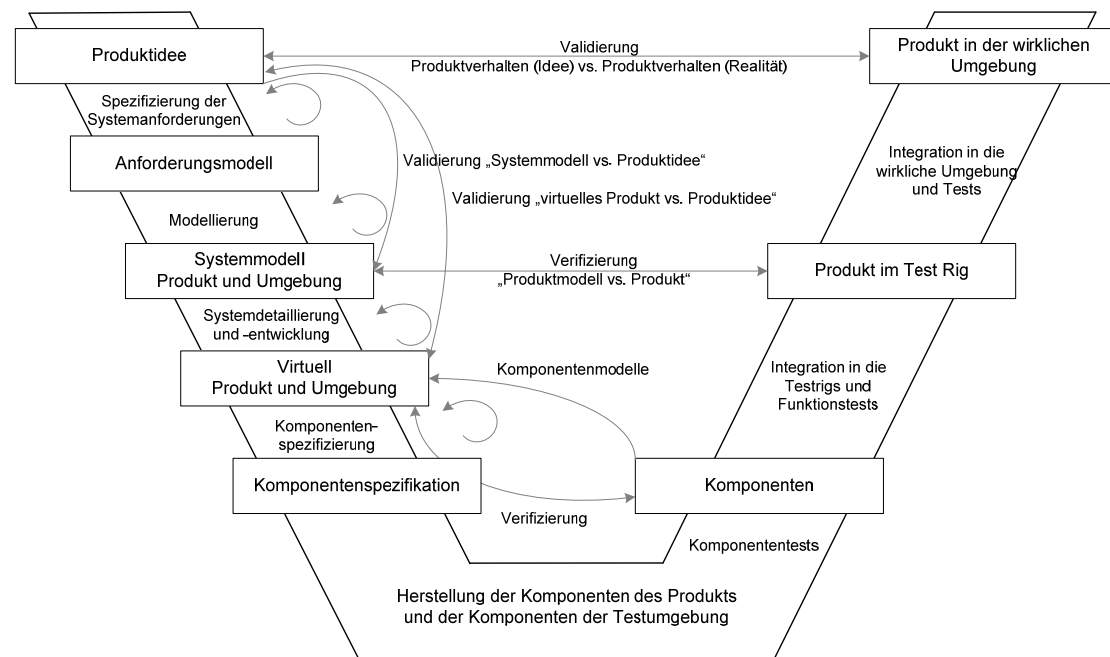 Produktidee
Validierung
Produktverhalten (Idee) vs. Produktverhalten (Realität)
Produkt in der wirklichen
Umgebung
Spezifizierung der
Systemanforderungen
Anforderungsmodell
Validierung „Systemmodell vs. Produktidee“
Integration in die
wirkliche Umgebung
und Tests
Validierung „virtuelles Produkt vs. Produktidee“
Modellierung
Systemmodell
Produkt und Umgebung
Verifizierung
„Produktmodell vs. Produkt“
Produkt im Test Rig
Systemdetaillierung
und -entwicklung
Virtuell
Produkt und Umgebung
Komponentenmodelle
Integration in die
Testrigs und
Funktionstests
Komponenten-
spezifizierung
Komponentenspezifikation
Komponenten
Verifizierung
Komponententests
Herstellung der Komponenten des Produkts
und der Komponenten der Testumgebung